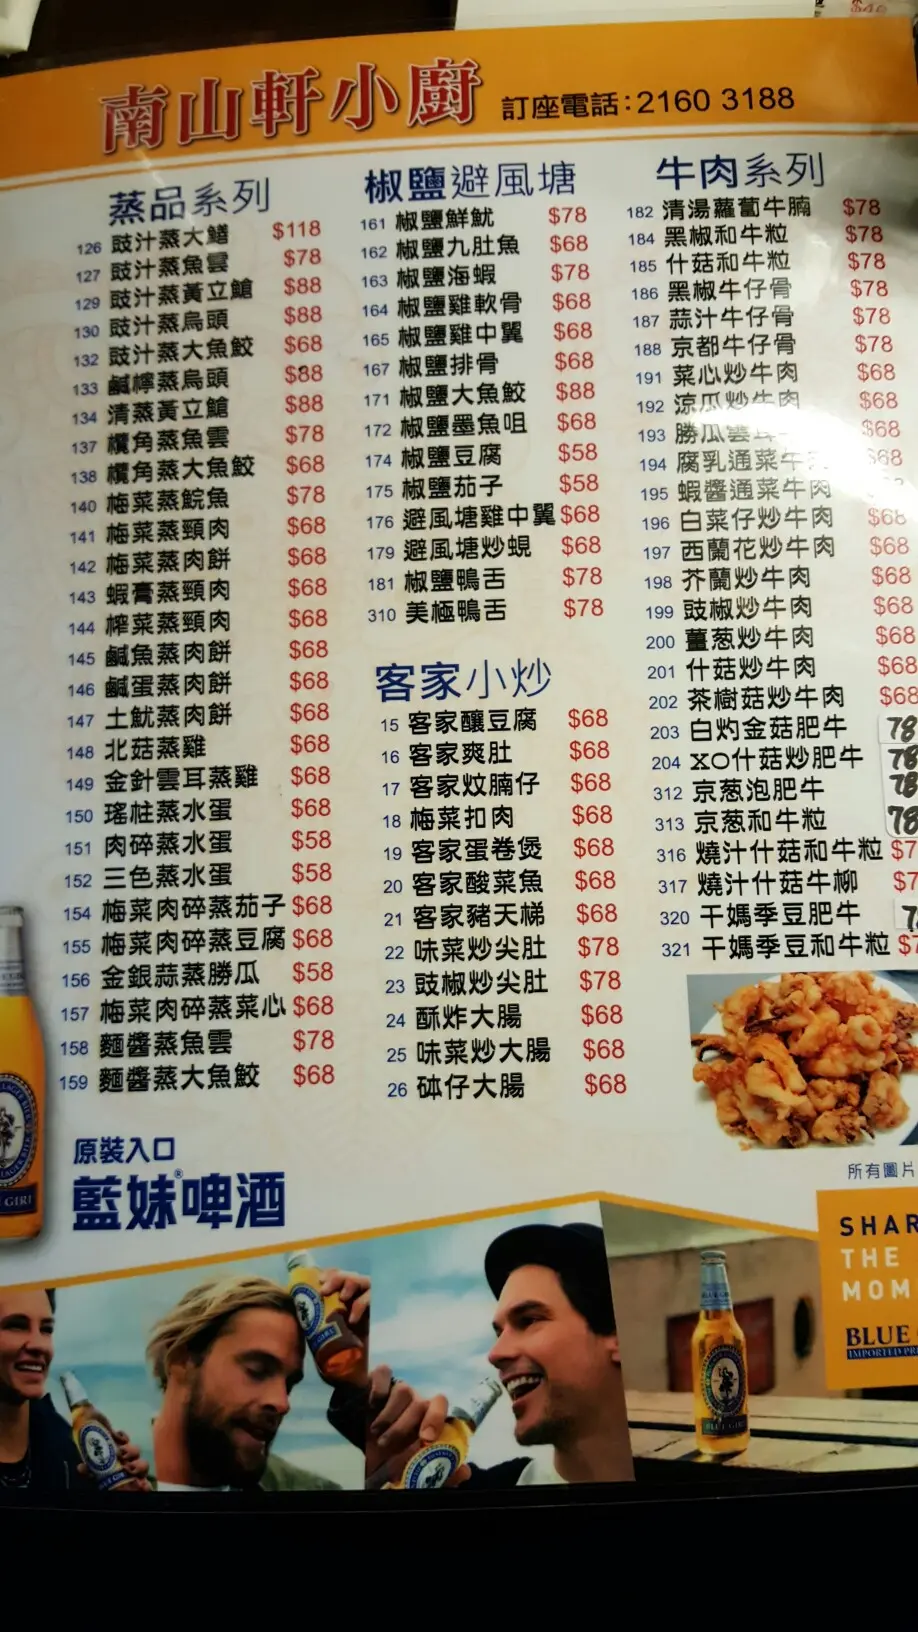 南山軒小廚 訂座電話:2160 3188
蒸品系列
126 豉汁蒸大鱔 $118
127 豉汁蒸魚雲 $78
129 豉汁蒸黃立鯧 $88
130 豉汁蒸烏頭 $88
132 豉汁蒸大魚鮫 $68
133 鹹檸蒸烏頭 $88
134 清蒸黃立鯧 $88
137 欖角蒸魚雲 $78
138 欖角蒸大魚鮫 $68
140 梅菜蒸鯇魚 $78
141 梅菜蒸頸肉 $68
142 梅菜蒸肉餅 $68
143 蝦膏蒸頸肉 $68
144 榨菜蒸頸肉 $68
145 鹹魚蒸肉餅 $68
146 鹹蛋蒸肉餅 $68
147 土魷蒸肉餅 $68
148 北菇蒸雞 $68
149 金針雲耳蒸雞 $68
150 瑤柱蒸水蛋 $68
151 肉碎蒸水蛋 $58
152 三色蒸水蛋 $58
154 梅菜肉碎蒸茄子 $68
155 梅菜肉碎蒸豆腐 $68
156 金銀蒜蒸勝瓜 $58
157 梅菜肉碎蒸菜心 $68
158 麵醬蒸魚雲 $78
159 麵醬蒸大魚鮫 $68
椒鹽避風塘
161 椒鹽鮮魷 $78
162 椒鹽九肚魚 $68
163 椒鹽海蝦 $78
164 椒鹽雞軟骨 $68
165 椒鹽雞中翼 $68
167 椒鹽排骨 $68
171 椒鹽大魚鮫 $88
172 椒鹽墨魚咀 $68
174 椒鹽豆腐 $58
175 椒鹽茄子 $58
176 避風塘雞中翼 $68
179 避風塘炒蜆 $68
181 椒鹽鴨舌 $78
310 美極鴨舌 $78
客家小炒
15 客家釀豆腐 $68
16 客家爽肚 $68
17 客家炆腩仔 $68
18 梅菜扣肉 $68
19 客家蛋卷煲 $68
20 客家酸菜魚 $68
21 客家豬天梯 $68
22 味菜炒尖肚 $78
23 豉椒炒尖肚 $78
24 酥炸大腸 $68
25 味菜炒大腸 $68
26 砵仔大腸 $68
牛肉系列
182 清湯蘿蔔牛腩 $78
184 黑椒和牛粒 $78
185 什菇和牛粒 $78
186 黑椒牛仔骨 $78
187 蒜汁牛仔骨 $78
188 京都牛仔骨 $78
191 菜心炒牛肉 $68
192 涼瓜炒牛肉 $68
193 勝瓜雲耳 $68
194 腐乳通菜牛 $68
195 蝦醬通菜牛肉
196 白菜仔炒牛肉 $68
197 西蘭花炒牛肉 $68
198 芥蘭炒牛肉 $68
199 豉椒炒牛肉 $68
200 薑葱炒牛肉 $68
201 什菇炒牛肉 $68
202 茶樹菇炒牛肉 $68
203 白灼金菇肥牛 78
204 XO什菇炒肥牛 78
312 京葱泡肥牛 78
313 京葱和牛粒 78
316 燒汁什菇和牛粒 $7
317 燒汁什菇牛柳 $7
320 干媽季豆肥牛 7
321 干媽季豆和牛粒 $7
所有圖片
原裝入口
藍妹®啤酒
SHAR
THE
MOM
BLUE
IMPORTED PRE
BLUE GIRL